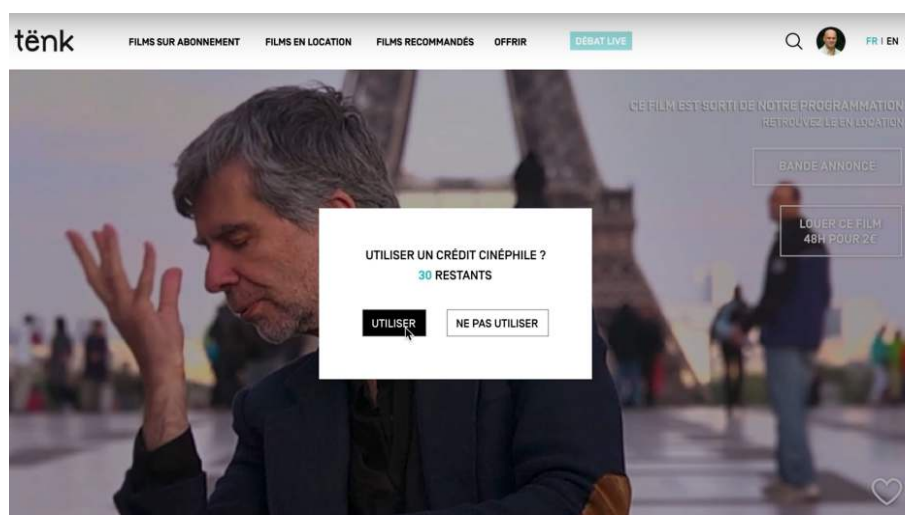 tënk
FILMS SUR ABONNEMENT
FILMS EN LOCATION
FILMS RECOMMANDÉS
OFFRIR
DÉBAT LIVE
FR I EN
CE FILM EST SORTI DE NOTRE PROGRAMMATION
RETROUVEZ LE EN LOCATION
BANDE ANNONCE
LOUER CE FILM
48H POUR 2€
UTILISER UN CRÉDIT CINÉPHILE ?
30 RESTANTS
UTILISER
NE PAS UTILISER